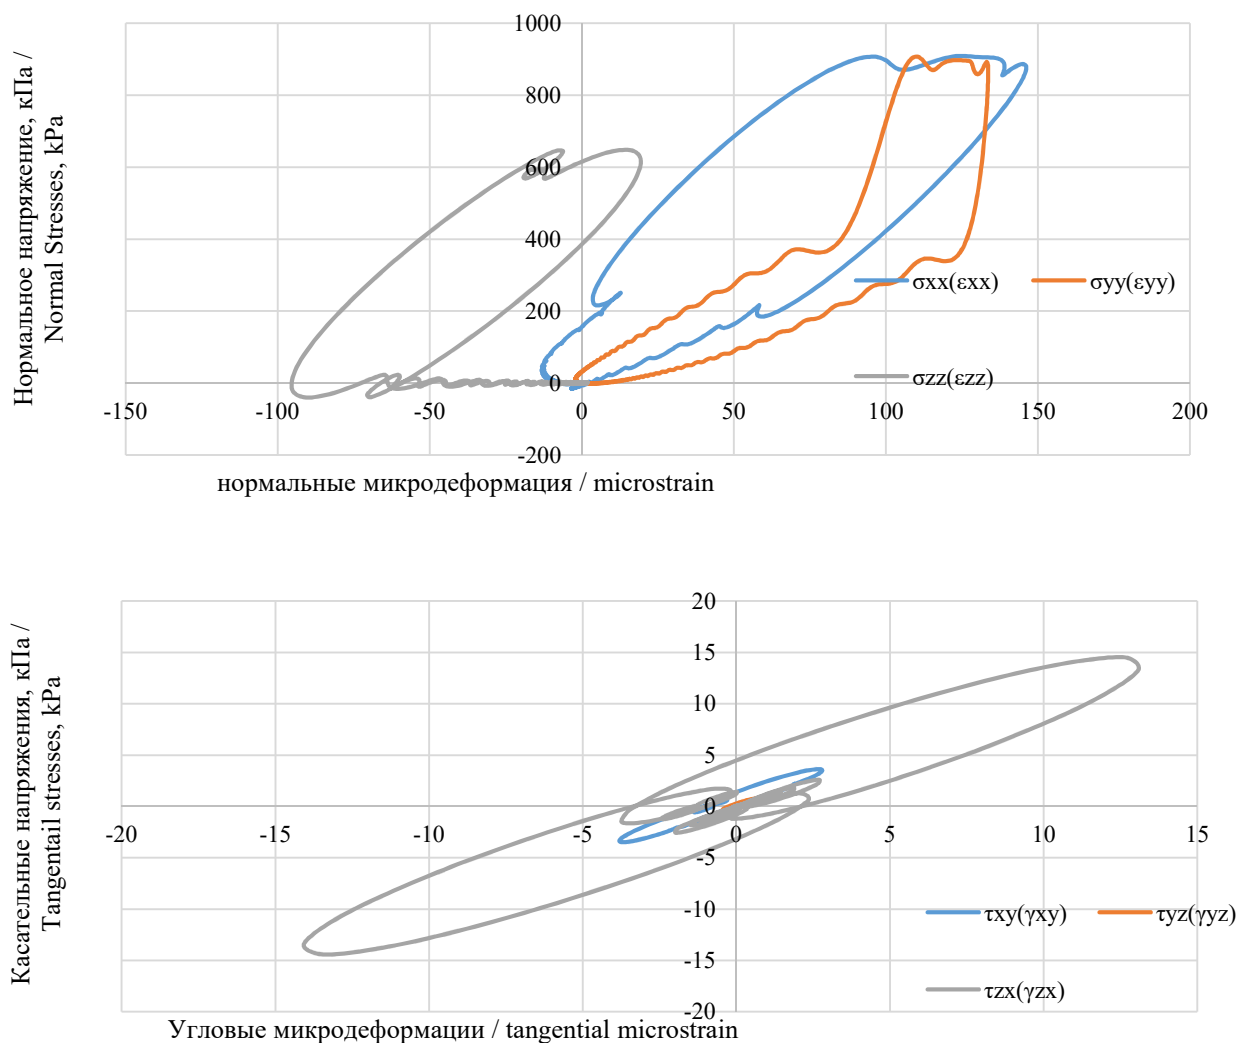 Нормальное напряжение, кПа /
Normal Stresses, kPa
1000
800
600
400
200
0
-200
-150
-100
-50
0
50
100
150
200
σxx(εxx)
σyy(εyy)
σzz(εzz)
нормальные микродеформация / microstrain
Касательные напряжения, кПа /
Tangentail stresses, kPa
20
15
10
5
0
-5
-10
-15
-20
-20
-15
-10
-5
0
5
10
15
τxy(γxy)
τyz(γyz)
τzx(γzx)
Угловые микродеформации / tangential microstrain